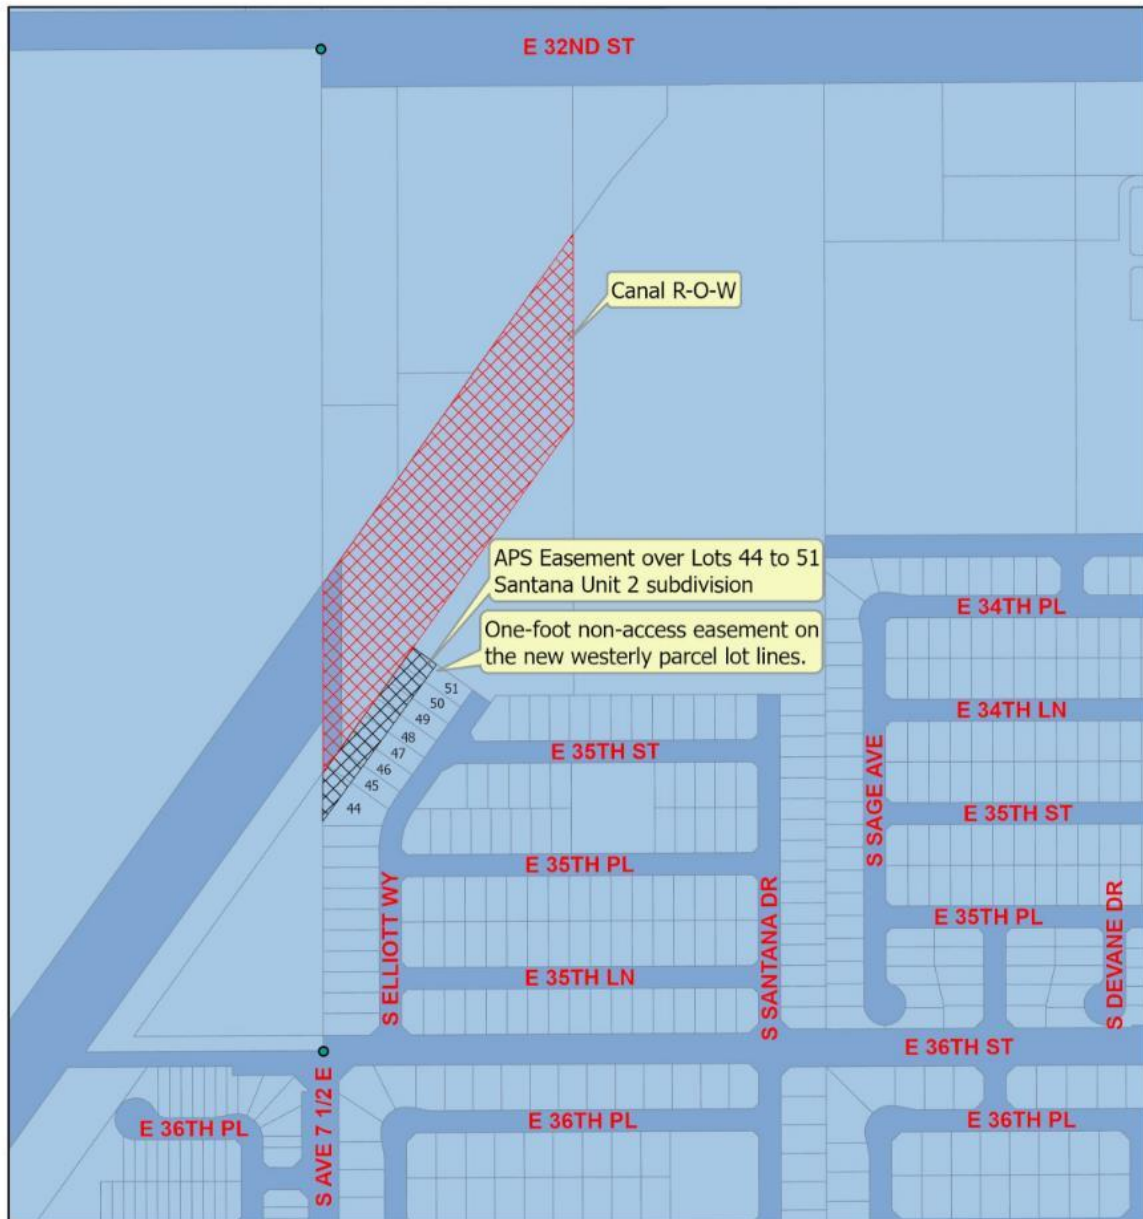 E 32ND ST
Canal R-O-W
APS Easement over Lots 44 to 51
Santana Unit 2 subdivision
One-foot non-access easement on
the new westerly parcel lot lines.
E 34TH PL
51
50
49
48
47
46
45
44
E 34TH LN
E 35TH ST
S SAGE AVE
E 35TH ST
E 35TH PL
S ELLIOTT WY
S SANTANA DR
E 35TH PL
S DEVANE DR
E 35TH LN
E 36TH ST
S AVE 7 1/2 E
E 36TH PL
E 36TH PL
E 36TH PL